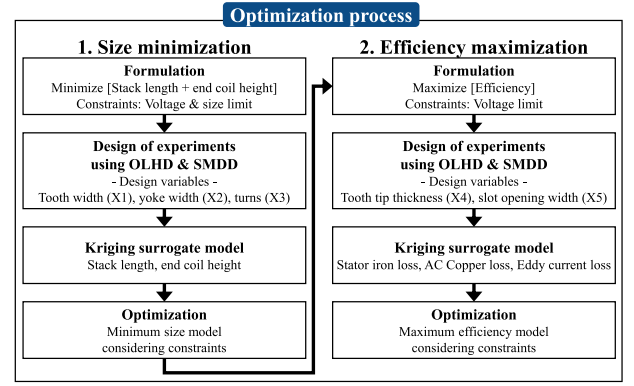 Optimization process
1. Size minimization
Formulation
Minimize [Stack length + end coil height]
Constraints: Voltage & size limit
Design of experiments
using OLHD & SMDD
- Design variables -
Tooth width (X1), yoke width (X2), turns (X3)
Kriging surrogate model
Stack length, end coil height
Optimization
Minimum size model
considering constraints
2. Efficiency maximization
Formulation
Maximize [Efficiency]
Constraints: Voltage limit
Design of experiments
using OLHD & SMDD
- Design variables -
Tooth tip thickness (X4), slot opening width (X5)
Kriging surrogate model
Stator iron loss, AC Copper loss, Eddy current loss
Optimization
Maximum efficiency model
considering constraints